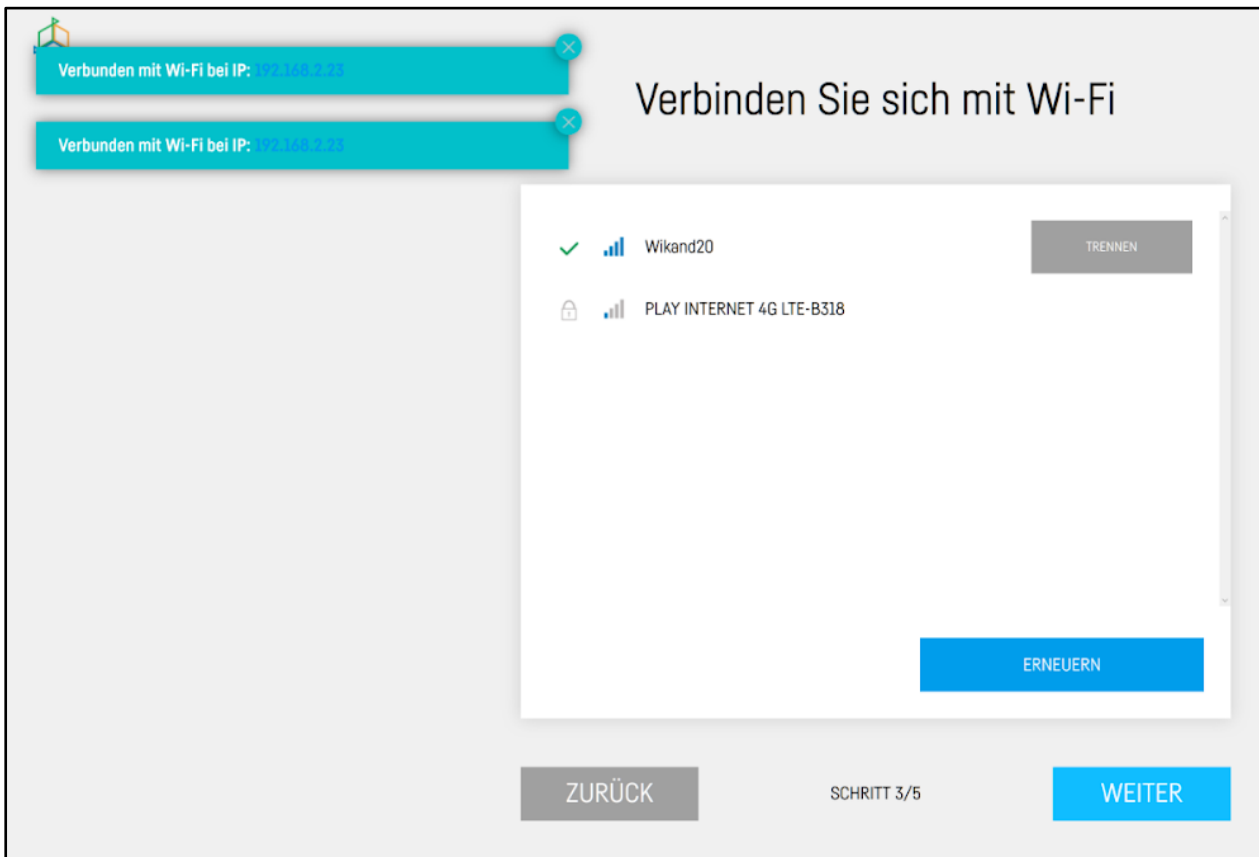 Verbunden mit Wi-Fi bei IP: 192.168.2.23
Verbunden mit Wi-Fi bei IP: 192.168.2.23
Verbinden Sie sich mit Wi-Fi
Wikand20
TRENNEN
PLAY INTERNET 4G LTE-B318
ERNEUERN
ZURÜCK
SCHRITT 3/5
WEITER